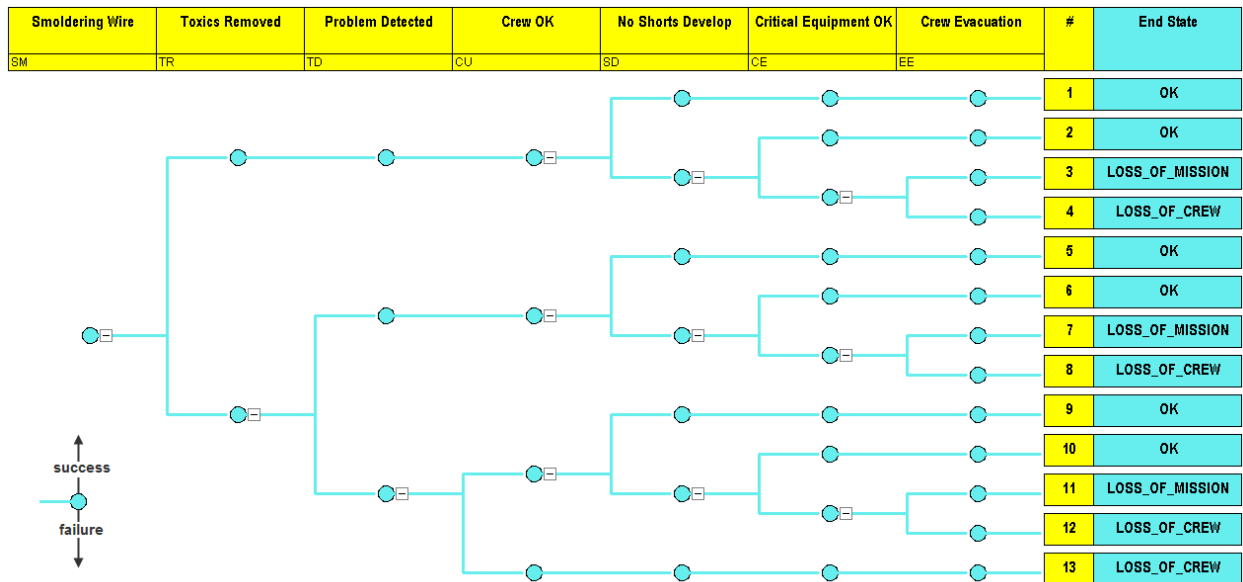 Smoldering Wire Toxics Removed Problem Detected Crew OK No Shorts Develop Critical Equipment OK Crew Evacuation # End State
SM TR TD CU SD CE EE
1 OK
2 OK
3 LOSS_OF_MISSION
4 LOSS_OF_CREW
5 OK
6 OK
7 LOSS_OF_MISSION
8 LOSS_OF_CREW
9 OK
10 OK
11 LOSS_OF_MISSION
12 LOSS_OF_CREW
13 LOSS_OF_CREW
success
failure